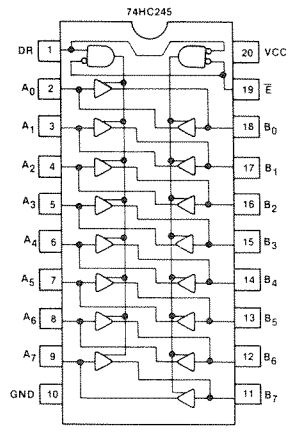 74HC245
DR 1 20 VCC
A0 2 19 E̅
A1 3 18 B0
A2 4 17 B1
A3 5 16 B2
A4 6 15 B3
A5 7 14 B4
A6 8 13 B5
A7 9 12 B6
GND 10 11 B7